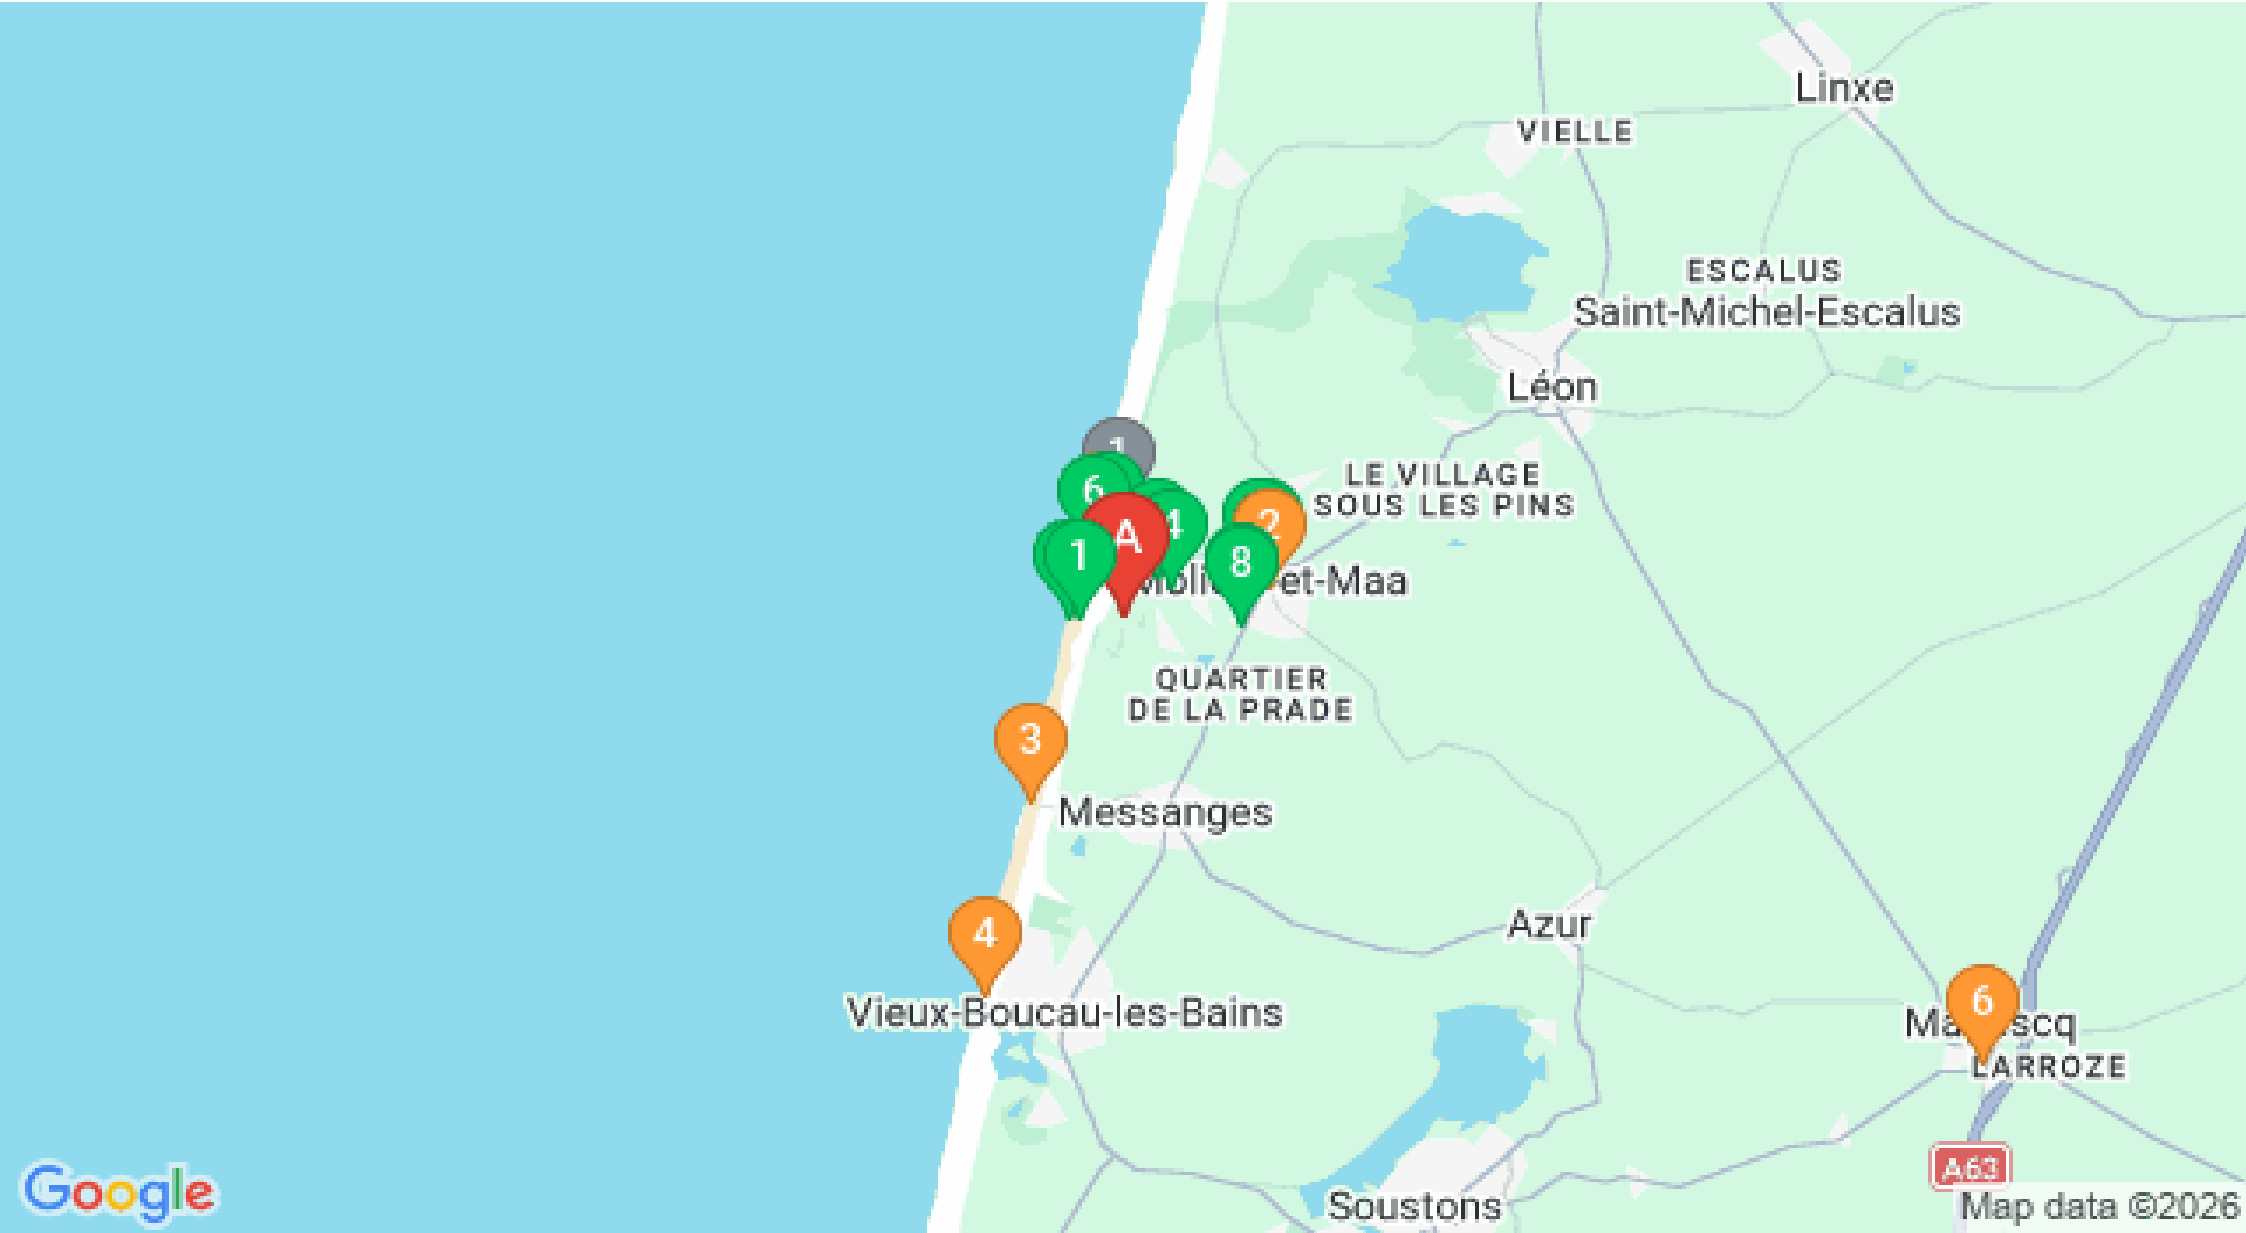 Linxe
VIELLE
ESCALUS
Saint-Michel-Escalus
Léon
1
6
LE VILLAGE
SOUS LES PINS
4
2
A
1
8
et-Maa
QUARTIER
DE LA PRADE
3
Messanges
4
Azur
6
Vieux-Boucau-les-Bains
LARROZE
A63
Google
Soustons
Map data ©2026